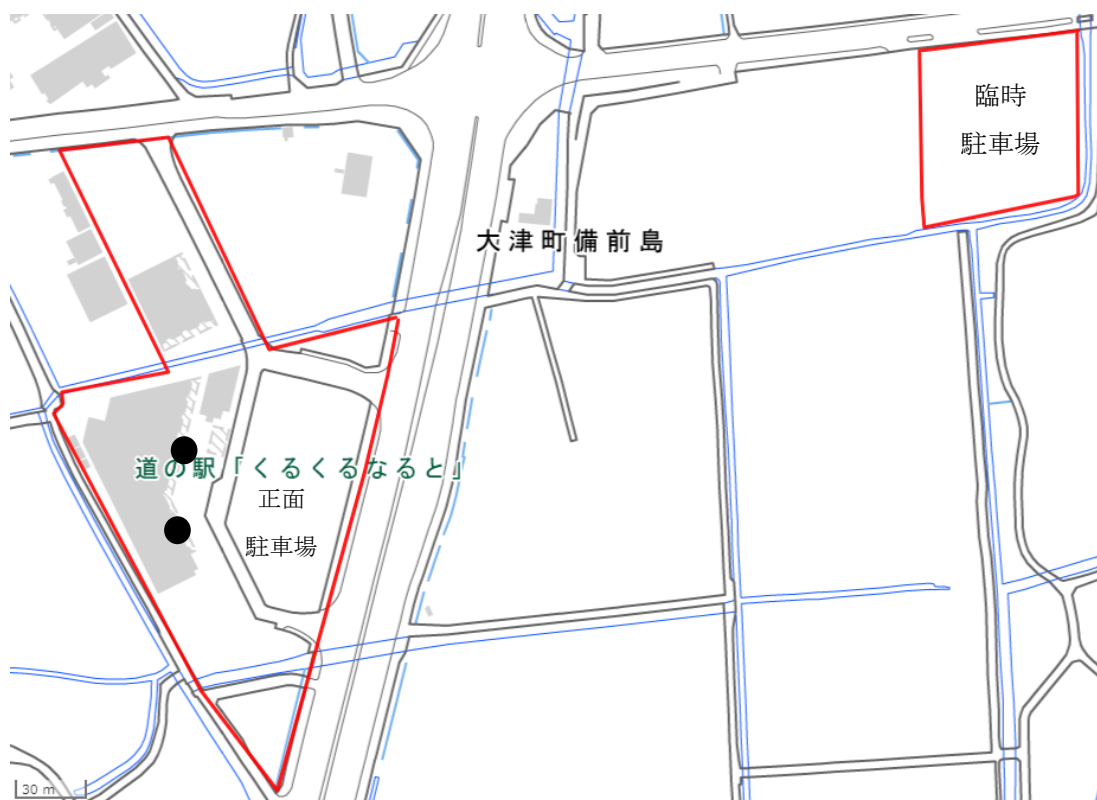 臨時
駐車場
大津町備前島
道の駅「くるくるなると」
正面
駐車場
30 m